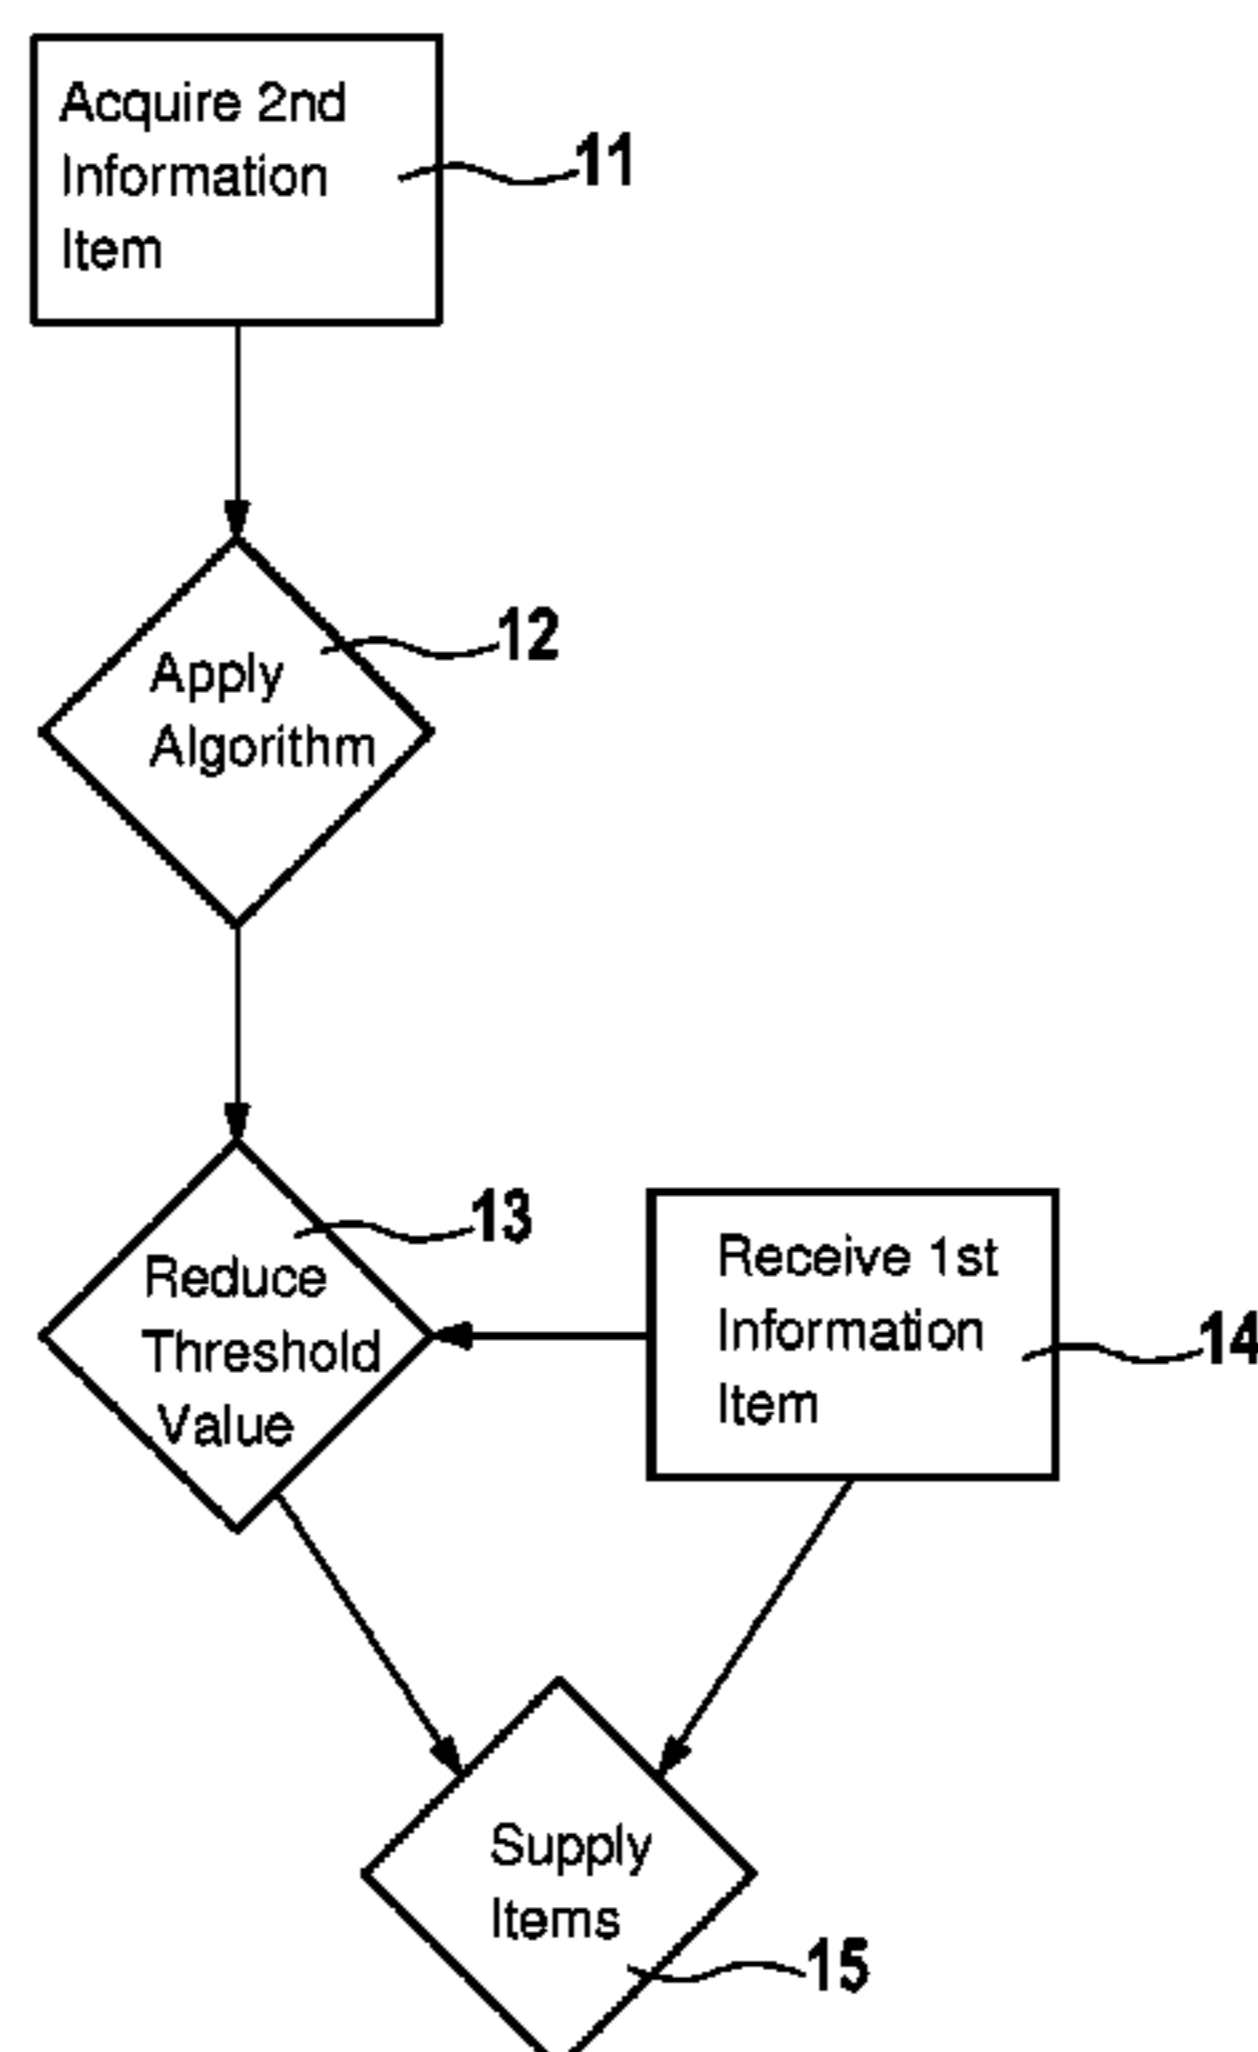 Acquire 2nd
Information
Item
11
Apply
Algorithm
12
Reduce
Threshold
Value
13
Receive 1st
Information
Item
14
Supply
Items
15